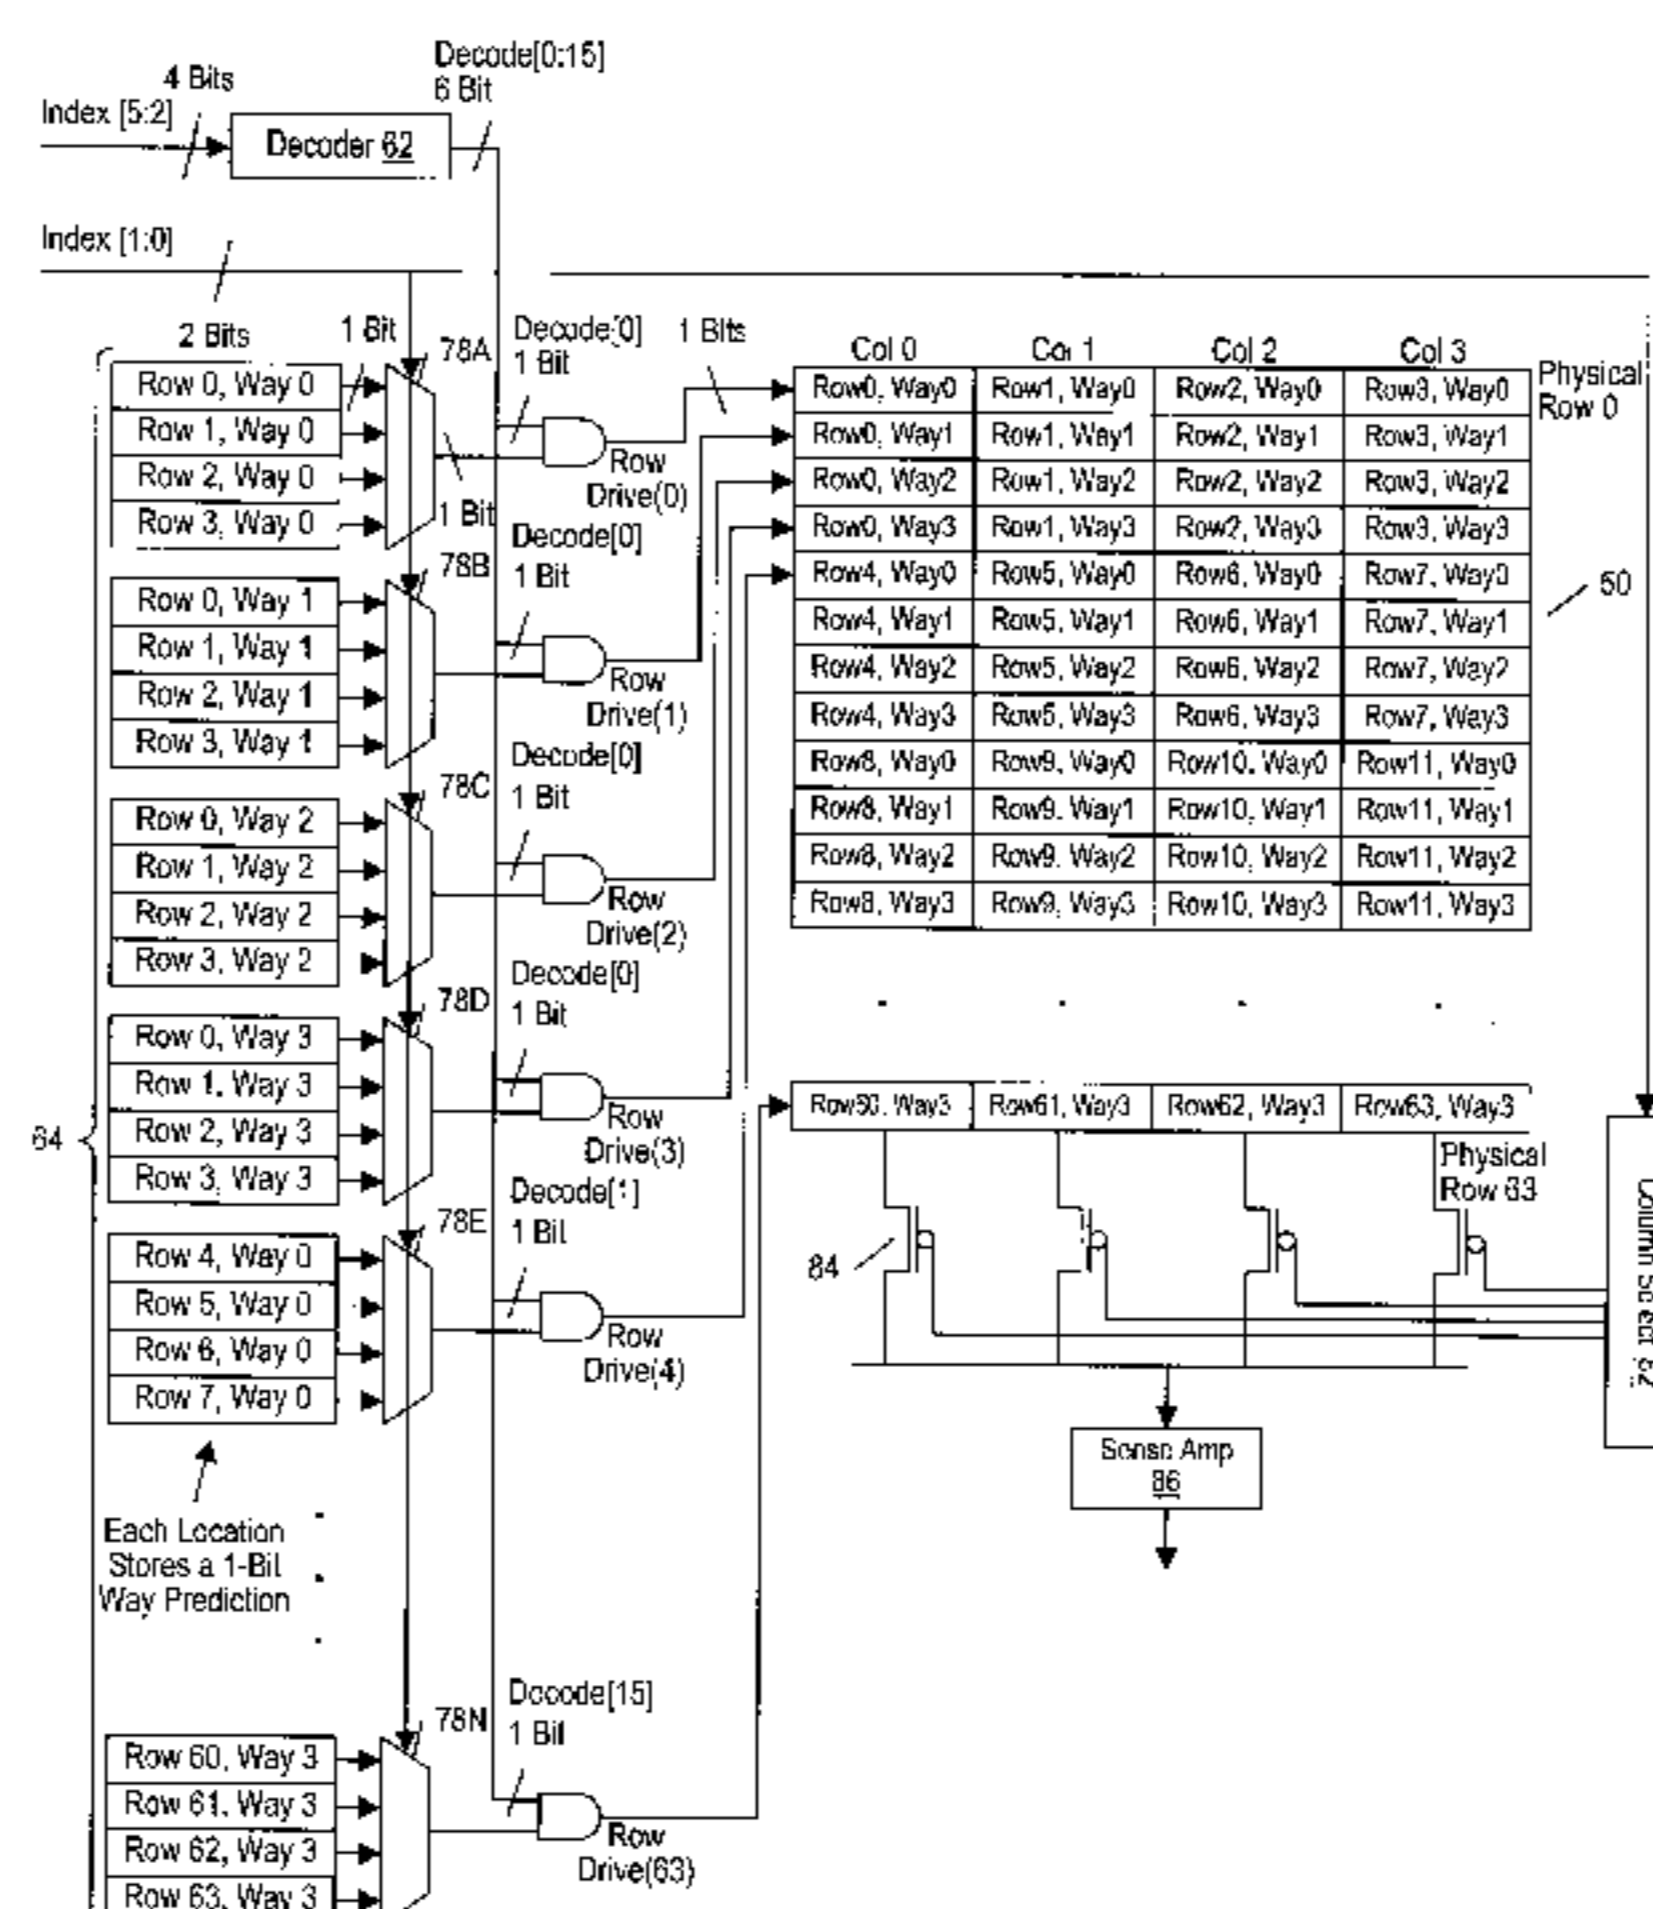 Decode[0:15]
4 Bits
6 Bit
Index [5:2]
Decoder 62
Index [1:0]
2 Bits
1 Bit
78A
Decode[0]
1 Bit
1 Bits
Row 0, Way 0
Row 1, Way 0
Row 2, Way 0
Row 3, Way 0
1 Bit
Row
Drive(0)
Col 0 Col 1 Col 2 Col 3
Physical
Row 0
Row0, Way0 Row1, Way0 Row2, Way0 Row3, Way0
Row0, Way1 Row1, Way1 Row2, Way1 Row3, Way1
Row0, Way2 Row1, Way2 Row2, Way2 Row3, Way2
Row0, Way3 Row1, Way3 Row2, Way3 Row3, Way3
Row4, Way0 Row5, Way0 Row6, Way0 Row7, Way0
Row4, Way1 Row5, Way1 Row6, Way1 Row7, Way1
Row4, Way2 Row5, Way2 Row6, Way2 Row7, Way2
Row4, Way3 Row5, Way3 Row6, Way3 Row7, Way3
Row8, Way0 Row9, Way0 Row10, Way0 Row11, Way0
Row8, Way1 Row9, Way1 Row10, Way1 Row11, Way1
Row8, Way2 Row9, Way2 Row10, Way2 Row11, Way2
Row8, Way3 Row9, Way3 Row10, Way3 Row11, Way3
50
78B
Decode[0]
1 Bit
Row 0, Way 1
Row 1, Way 1
Row 2, Way 1
Row 3, Way 1
Row
Drive(1)
78C
Decode[0]
1 Bit
Row 0, Way 2
Row 1, Way 2
Row 2, Way 2
Row 3, Way 2
Row
Drive(2)
78D
Decode[0]
1 Bit
Row 0, Way 3
Row 1, Way 3
Row 2, Way 3
Row 3, Way 3
Row
Drive(3)
64
Row60, Way3 Row61, Way3 Row62, Way3 Row63, Way3
Physical
Row 63
84
Column Select 82
Sense Amp
86
78E
Decode[1]
1 Bit
Row 4, Way 0
Row 5, Way 0
Row 6, Way 0
Row 7, Way 0
Row
Drive(4)
Each Location
Stores a 1-Bit
Way Prediction
78N
Decode[15]
1 Bit
Row 60, Way 3
Row 61, Way 3
Row 62, Way 3
Row 63, Way 3
Row
Drive(63)